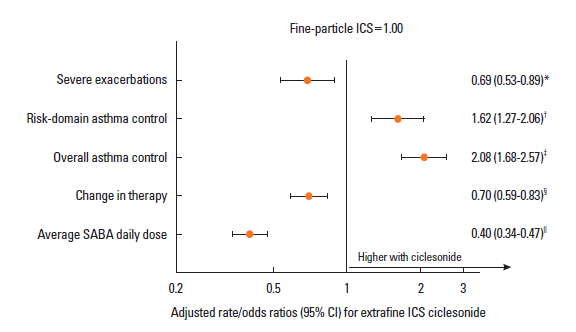 Fine-particle ICS=1.00
Severe exacerbations 0.69 (0.53-0.89)*
Risk-domain asthma control 1.62 (1.27-2.06)†
Overall asthma control 2.08 (1.68-2.57)‡
Change in therapy 0.70 (0.59-0.83)§
Average SABA daily dose 0.40 (0.34-0.47)‖
Higher with ciclesonide
0.2 0.5 1 2 3
Adjusted rate/odds ratios (95% CI) for extrafine ICS ciclesonide